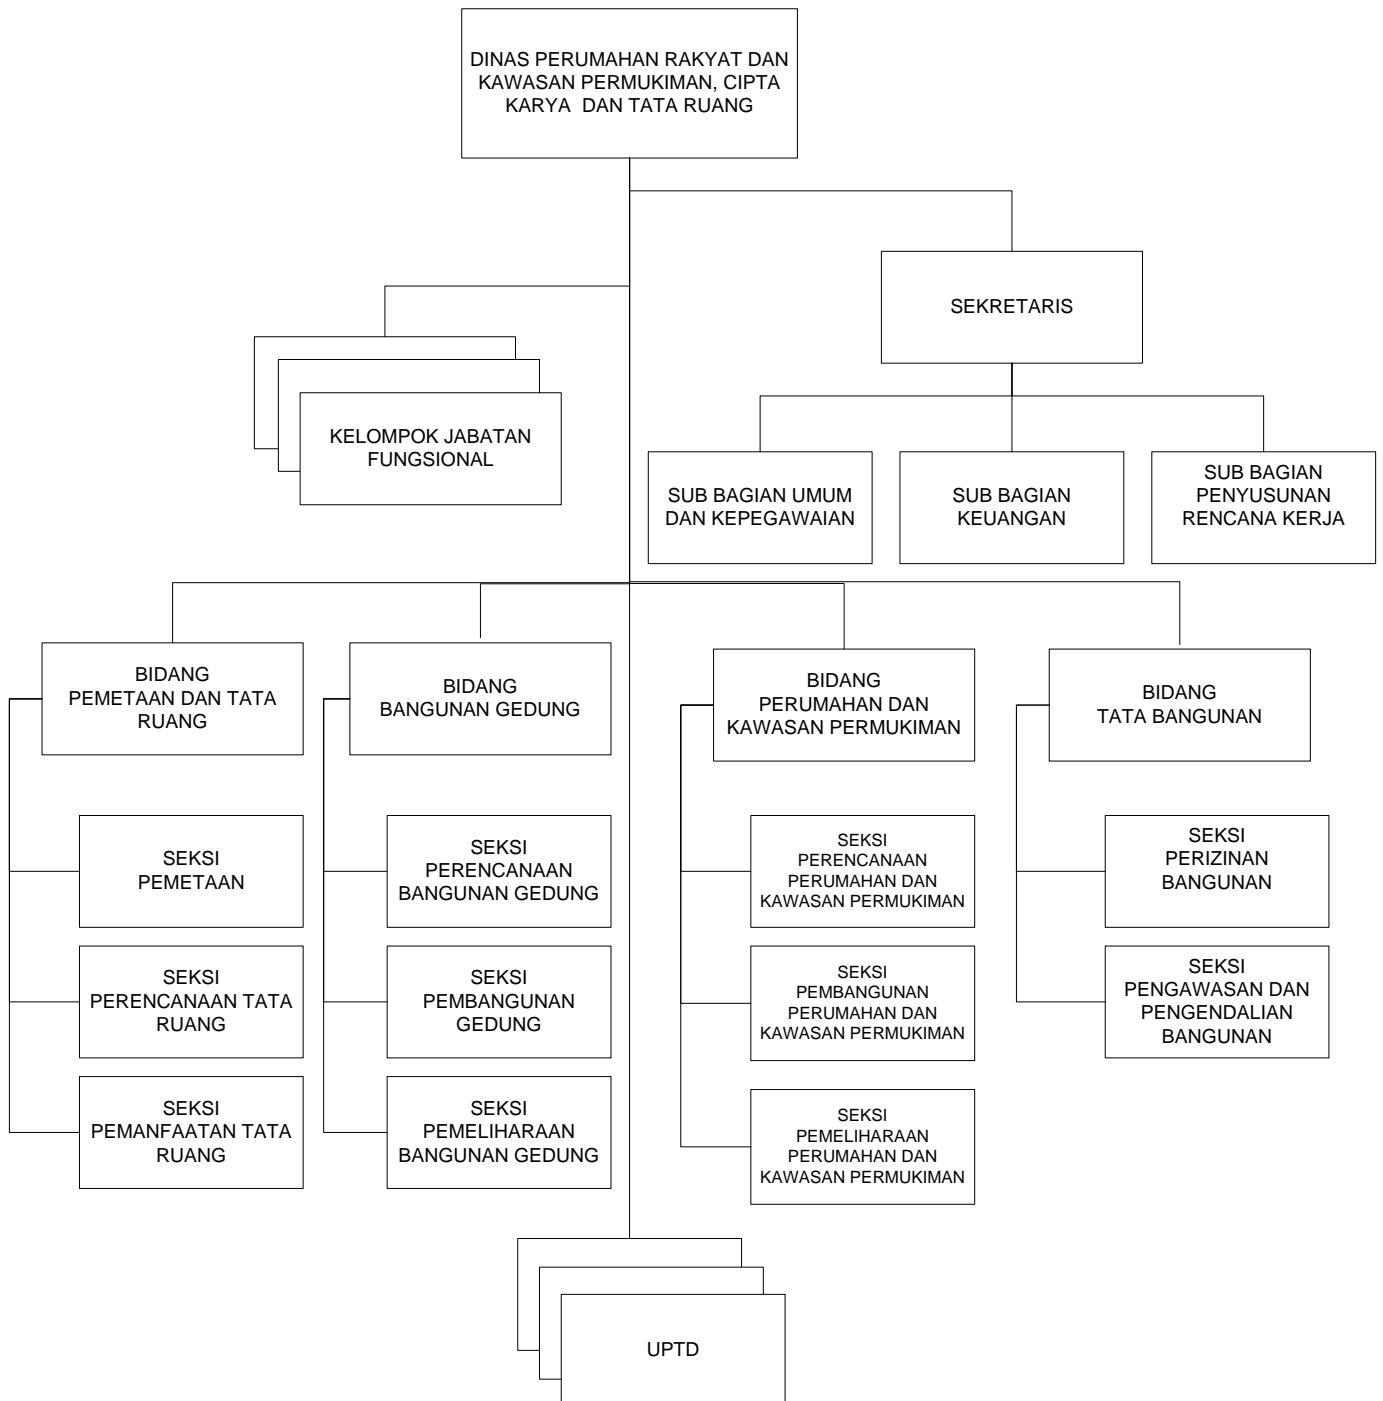 DINAS PERUMAHAN RAKYAT DAN
KAWASAN PERMUKIMAN, CIPTA
KARYA DAN TATA RUANG
SEKRETARIS
KELOMPOK JABATAN
FUNGSIONAL
SUB BAGIAN UMUM
DAN KEPEGAWAIAN
SUB BAGIAN
KEUANGAN
SUB BAGIAN
PENYUSUNAN
RENCANA KERJA
BIDANG
PEMETAAN DAN TATA
RUANG
BIDANG
BANGUNAN GEDUNG
BIDANG
PERUMAHAN DAN
KAWASAN PERMUKIMAN
BIDANG
TATA BANGUNAN
SEKSI
PEMETAAN
SEKSI
PERENCANAAN
BANGUNAN GEDUNG
SEKSI
PERENCANAAN
PERUMAHAN DAN
KAWASAN PERMUKIMAN
SEKSI
PERIZINAN
BANGUNAN
SEKSI
PERENCANAAN TATA
RUANG
SEKSI
PEMBANGUNAN
GEDUNG
SEKSI
PEMBANGUNAN
PERUMAHAN DAN
KAWASAN PERMUKIMAN
SEKSI
PENGAWASAN DAN
PENGENDALIAN
BANGUNAN
SEKSI
PEMANFAATAN TATA
RUANG
SEKSI
PEMELIHARAAN
BANGUNAN GEDUNG
SEKSI
PEMELIHARAAN
PERUMAHAN DAN
KAWASAN PERMUKIMAN
UPTD